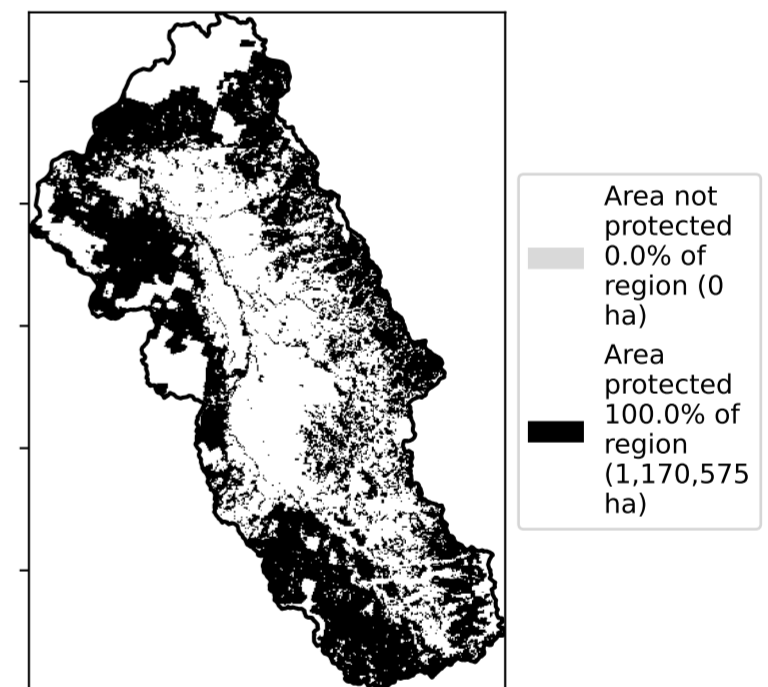 Area not
protected
0.0% of
region (0
ha)
Area
protected
100.0% of
region
(1,170,575
ha)